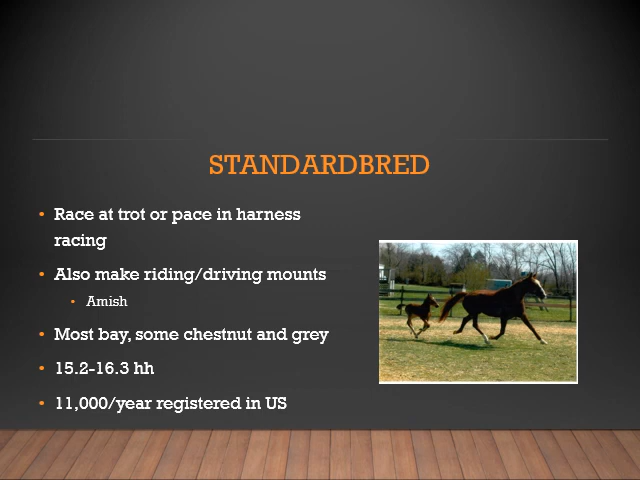 STANDARDBRED
• Race at trot or pace in harness
racing
• Also make riding/driving mounts
• Amish
• Most bay, some chestnut and grey
• 15.2-16.3 hh
• 11,000/year registered in US